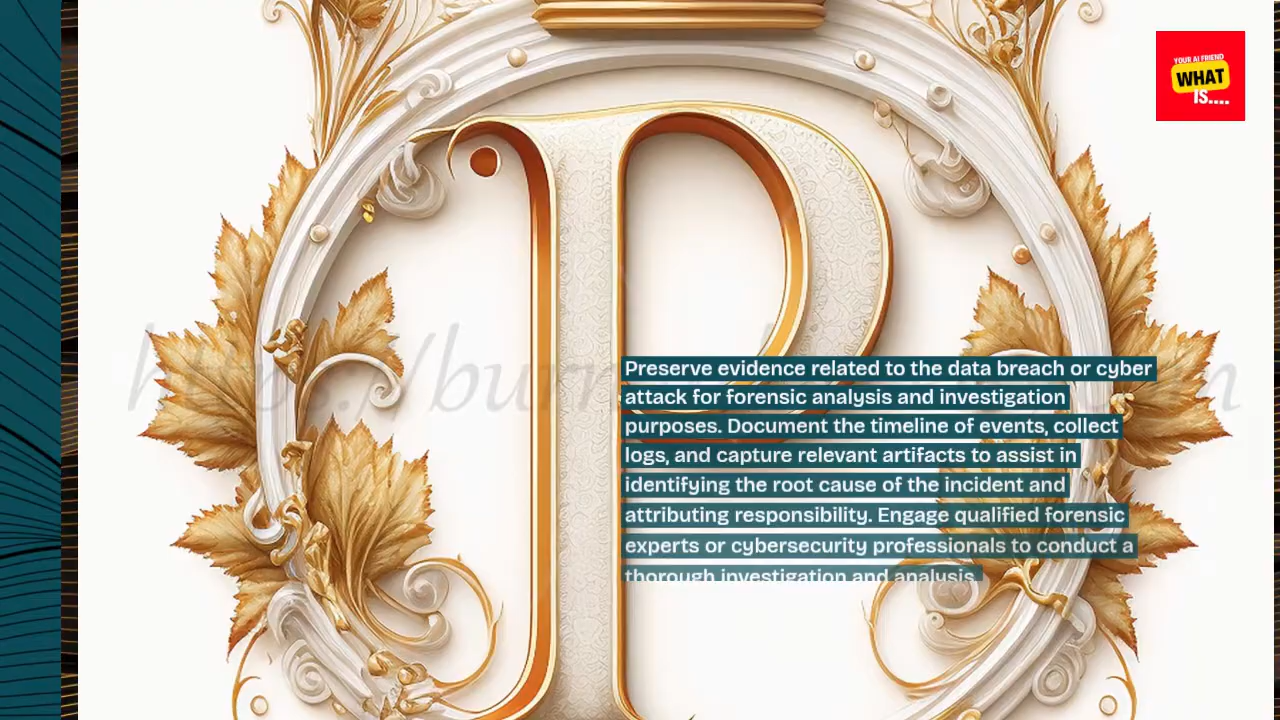 YOUR AI FRIEND
WHAT
IS....
P
https://burn
m
Preserve evidence related to the data breach or cyber
attack for forensic analysis and investigation
purposes. Document the timeline of events, collect
logs, and capture relevant artifacts to assist in
identifying the root cause of the incident and
attributing responsibility. Engage qualified forensic
experts or cybersecurity professionals to conduct a
thorough investigation and analysis.